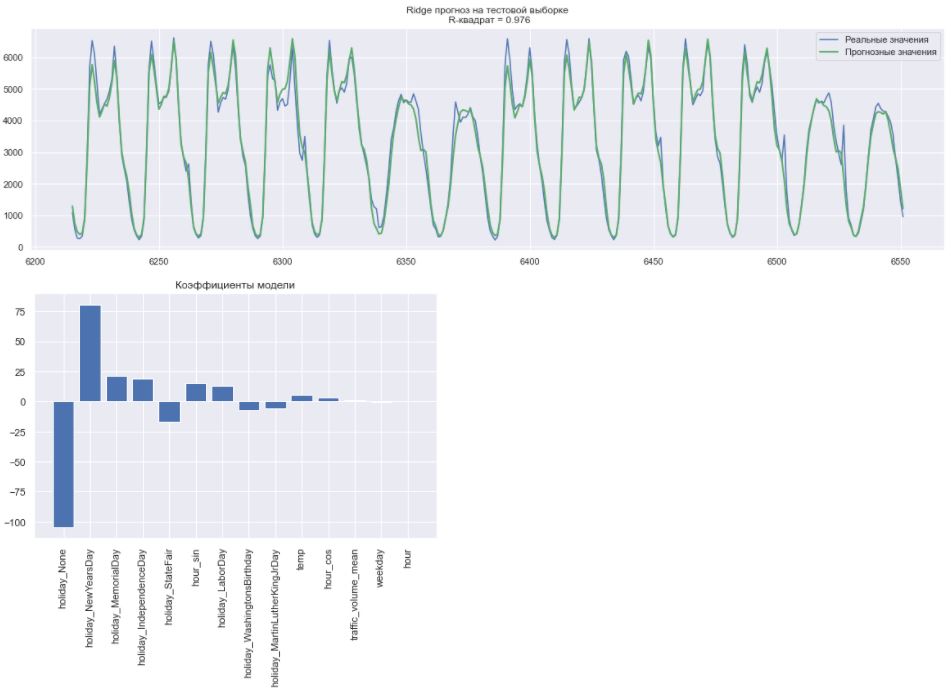 Ridge прогноз на тестовой выборке
R-квадрат = 0.976
Реальные значения
Прогнозные значения
6000
5000
4000
3000
2000
1000
0
6200
6250
6300
6350
6400
6450
6500
6550
Коэффициенты модели
75
50
25
0
−25
−50
−75
−100
holiday_None
holiday_NewYearsDay
holiday_MemorialDay
holiday_IndependenceDay
holiday_StateFair
hour_sin
holiday_LaborDay
holiday_WashingtonsBirthday
holiday_MartinLutherKingJrDay
temp
hour_cos
traffic_volume_mean
weekday
hour